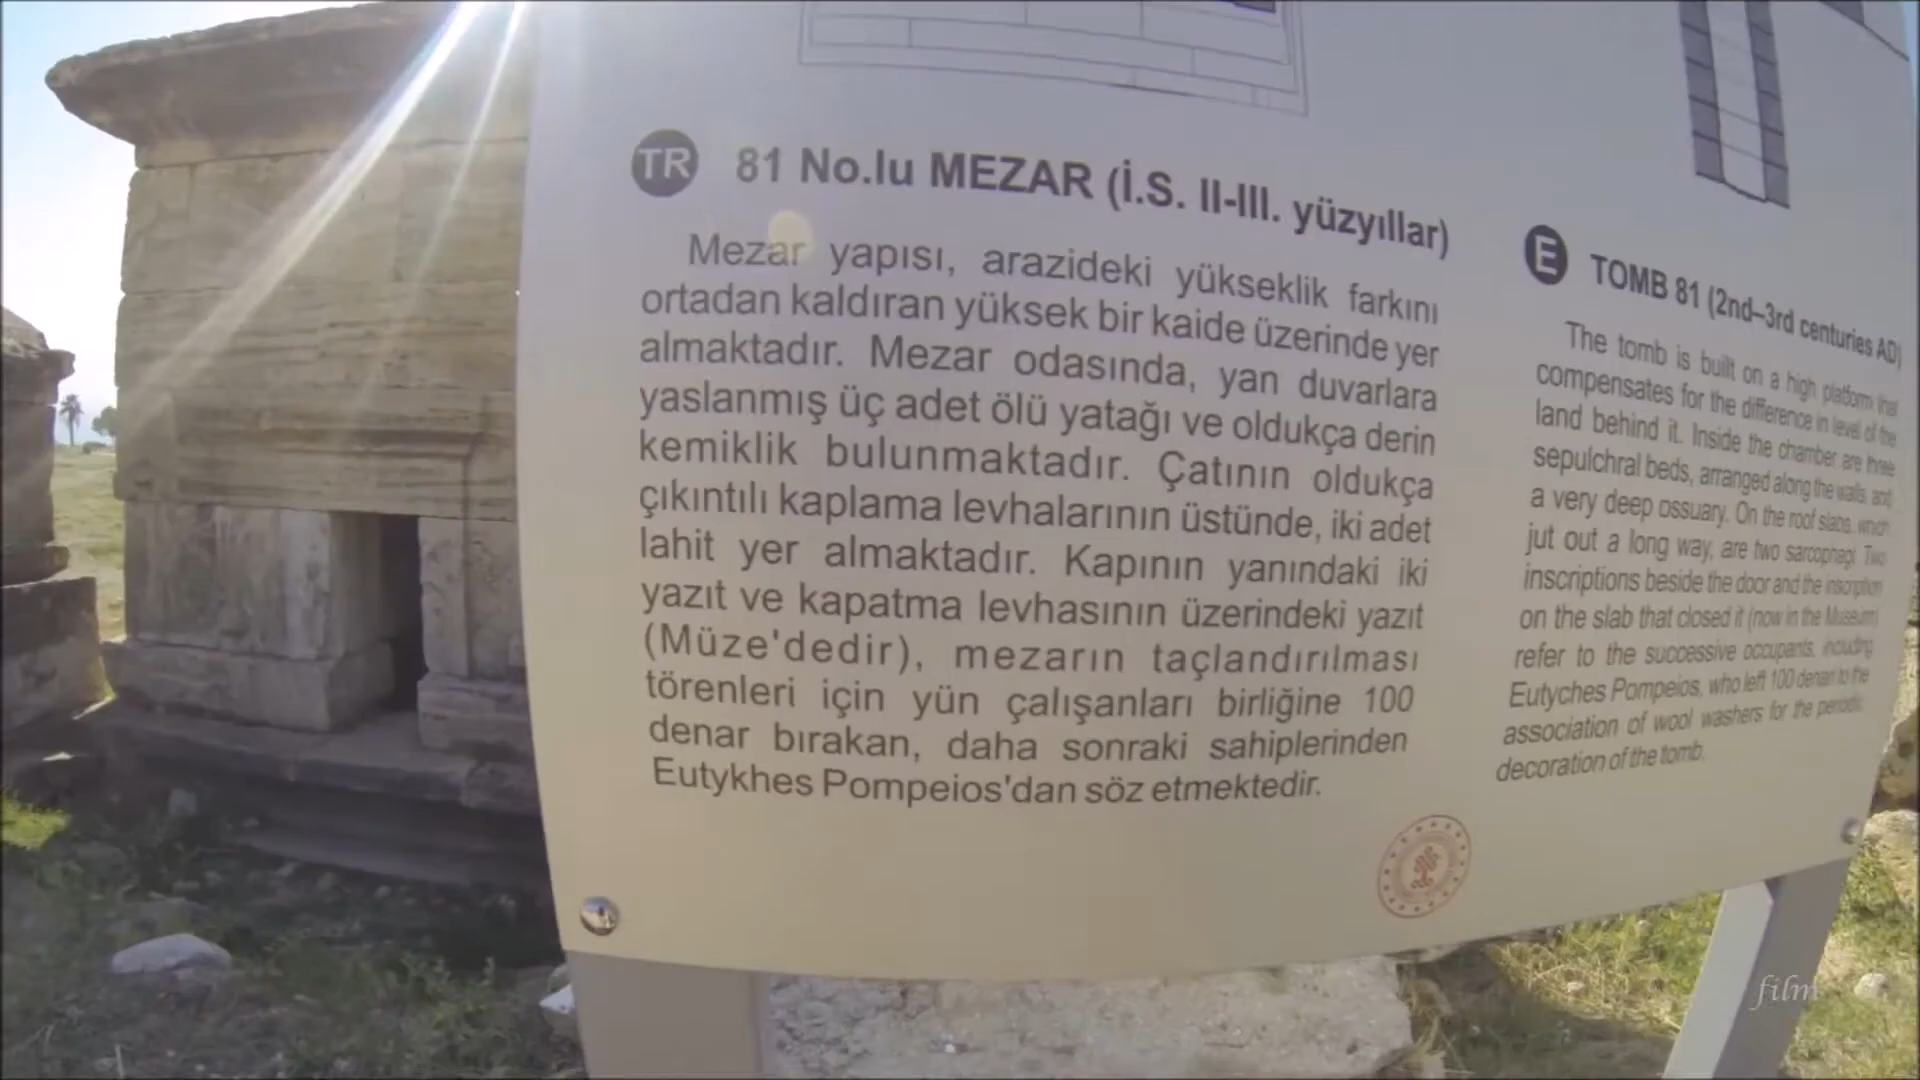 TR
81 No.lu MEZAR (İ.S. II-III. yüzyıllar)
Mezar yapısı, arazideki yükseklik farkını
ortadan kaldıran yüksek bir kaide üzerinde yer
almaktadır. Mezar odasında, yan duvarlara
yaslanmış üç adet ölü yatağı ve oldukça derin
kemiklik bulunmaktadır. Çatının oldukça
çıkıntılı kaplama levhalarının üstünde, iki adet
lahit yer almaktadır. Kapının yanındaki iki
yazıt ve kapatma levhasının üzerindeki yazıt
(Müze'dedir), mezarın taçlandırılması
törenleri için yün çalışanları birliğine 100
denar bırakan, daha sonraki sahiplerinden
Eutykhes Pompeios'dan söz etmektedir.
E
TOMB 81 (2nd–3rd centuries AD)
The tomb is built on a high platform that
compensates for the difference in level of the
land behind it. Inside the chamber are three
sepulchral beds, arranged along the walls, and
a very deep ossuary. On the roof slabs, which
jut out a long way, are two sarcophagi. Two
inscriptions beside the door and the inscription
on the slab that closed it (now in the Museum)
refer to the successive occupants, including
Eutyches Pompeios, who left 100 denari to the
association of wool washers for the periodic
decoration of the tomb.
film